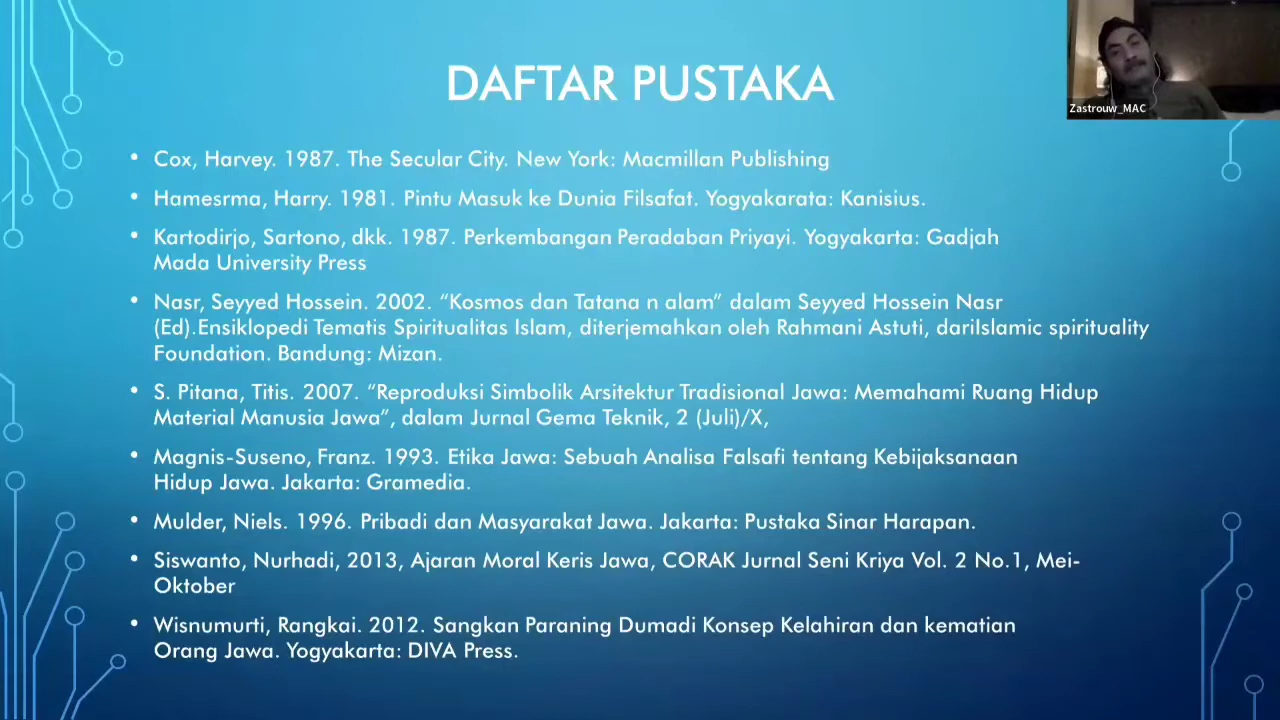 DAFTAR PUSTAKA
Zastrouw_MAC
• Cox, Harvey. 1987. The Secular City. New York: Macmillan Publishing
• Hamesrma, Harry. 1981. Pintu Masuk ke Dunia Filsafat. Yogyakarata: Kanisius.
• Kartodirjo, Sartono, dkk. 1987. Perkembangan Peradaban Priyayi. Yogyakarta: Gadjah
Mada University Press
• Nasr, Seyyed Hossein. 2002. “Kosmos dan Tatana n alam” dalam Seyyed Hossein Nasr
(Ed).Ensiklopedi Tematis Spiritualitas Islam, diterjemahkan oleh Rahmani Astuti, dariIslamic spirituality
Foundation. Bandung: Mizan.
• S. Pitana, Titis. 2007. “Reproduksi Simbolik Arsitektur Tradisional Jawa: Memahami Ruang Hidup
Material Manusia Jawa”, dalam Jurnal Gema Teknik, 2 (Juli)/X,
• Magnis-Suseno, Franz. 1993. Etika Jawa: Sebuah Analisa Falsafi tentang Kebijaksanaan
Hidup Jawa. Jakarta: Gramedia.
• Mulder, Niels. 1996. Pribadi dan Masyarakat Jawa. Jakarta: Pustaka Sinar Harapan.
• Siswanto, Nurhadi, 2013, Ajaran Moral Keris Jawa, CORAK Jurnal Seni Kriya Vol. 2 No.1, Mei-
Oktober
• Wisnumurti, Rangkai. 2012. Sangkan Paraning Dumadi Konsep Kelahiran dan kematian
Orang Jawa. Yogyakarta: DIVA Press.